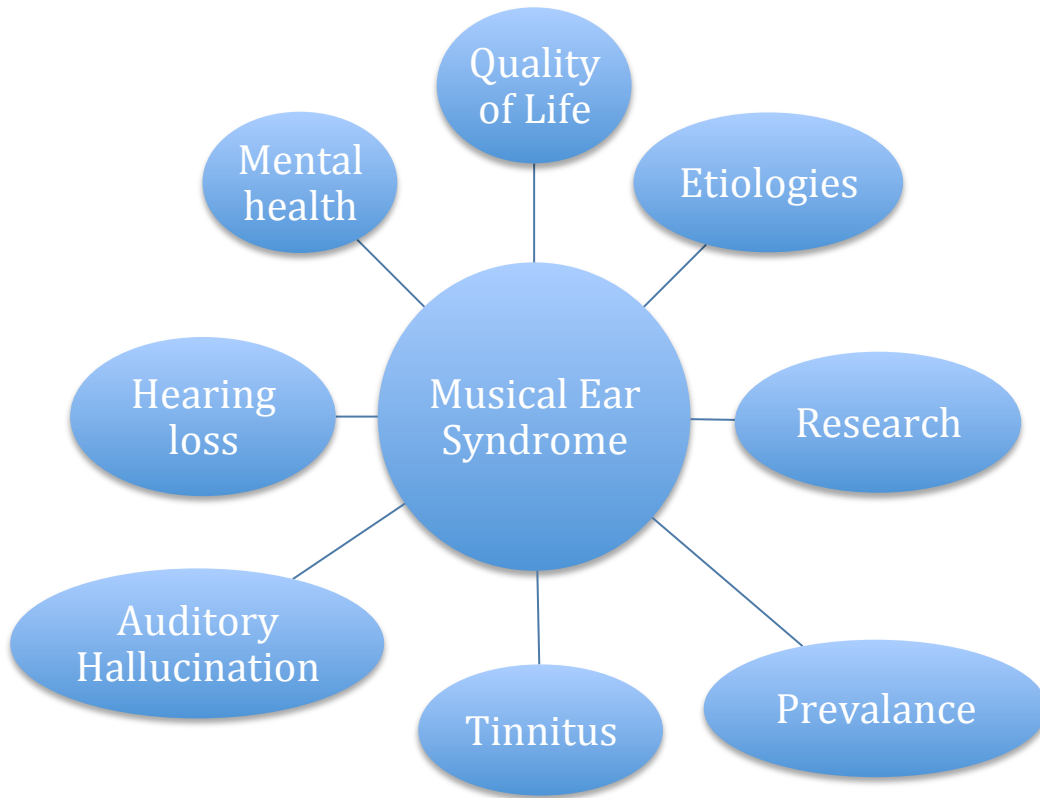 Quality
of Life
Mental
health
Etiologies
Hearing
loss
Musical Ear
Syndrome
Research
Auditory
Hallucination
Tinnitus
Prevalance